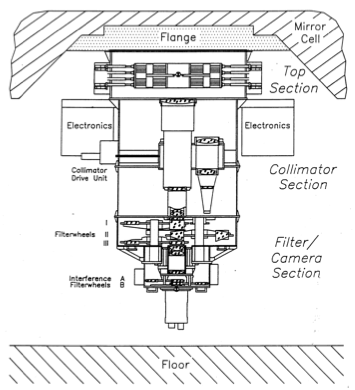 Mirror
Cell
Flange
Top
Section
Electronics
Electronics
Collimator
Drive Unit
Collimator
Section
I
Filterwheels II
III
Filter/
Camera
Section
Interference A
Filterwheels B
Floor